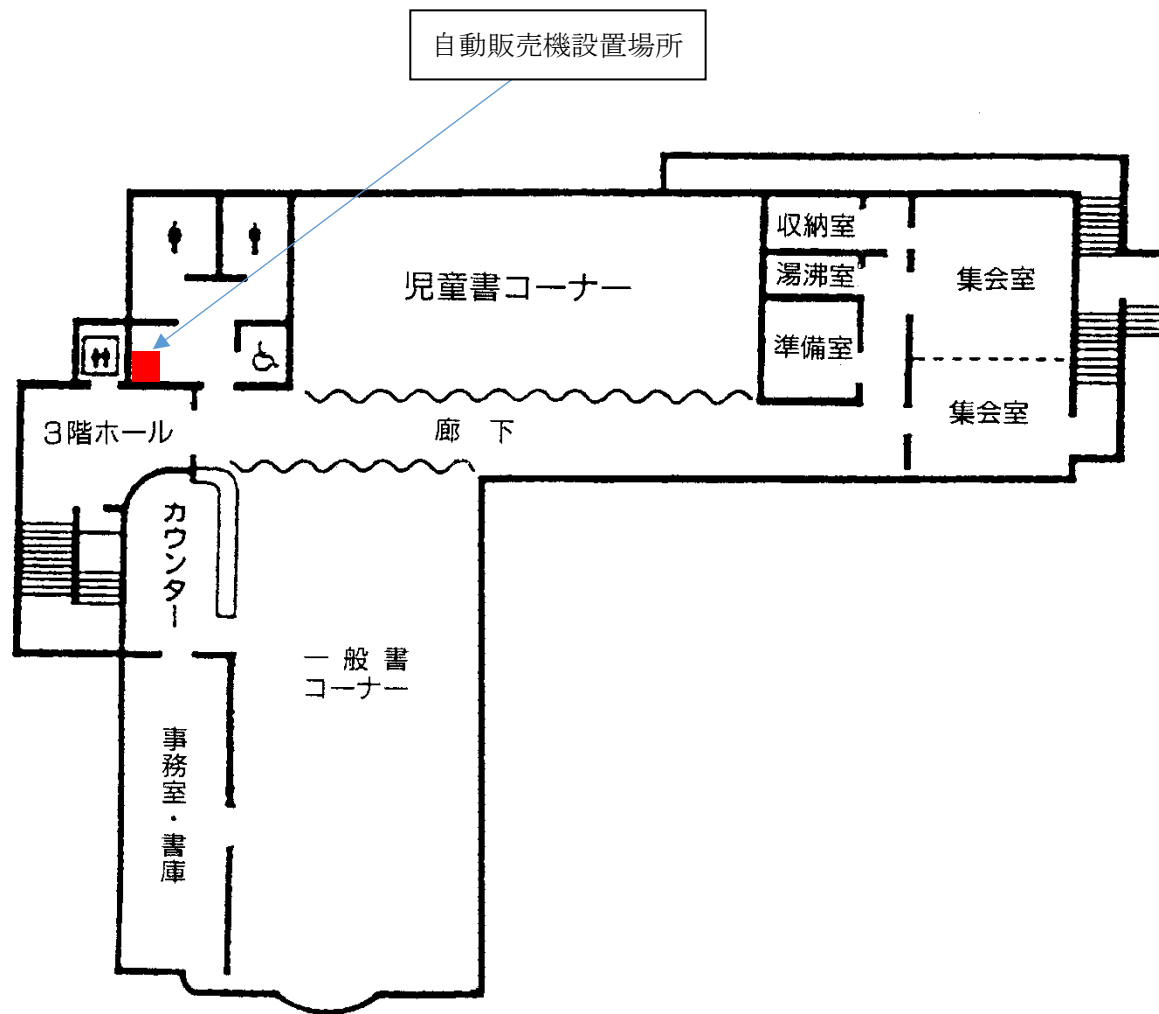 自動販売機設置場所
収納室
児童書コーナー
湯沸室
集会室
準備室
3階ホール
廊下
集会室
カウンター
一般書
コーナー
事務室・書庫